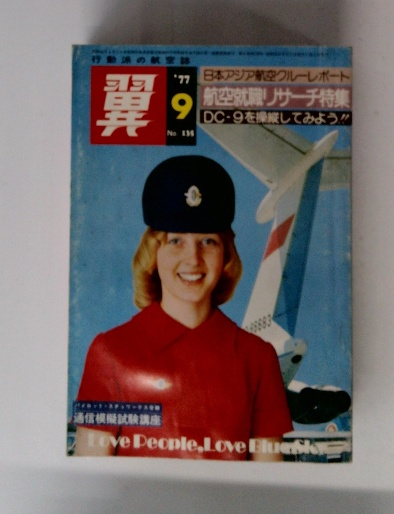 行動派の航空誌
翼
'77
9
No. 136
日本アジア航空クルーレポート
航空就職リサーチ特集
DC-9を操縦してみよう!!
通信模擬試験講座
Love People, Love BlueSky